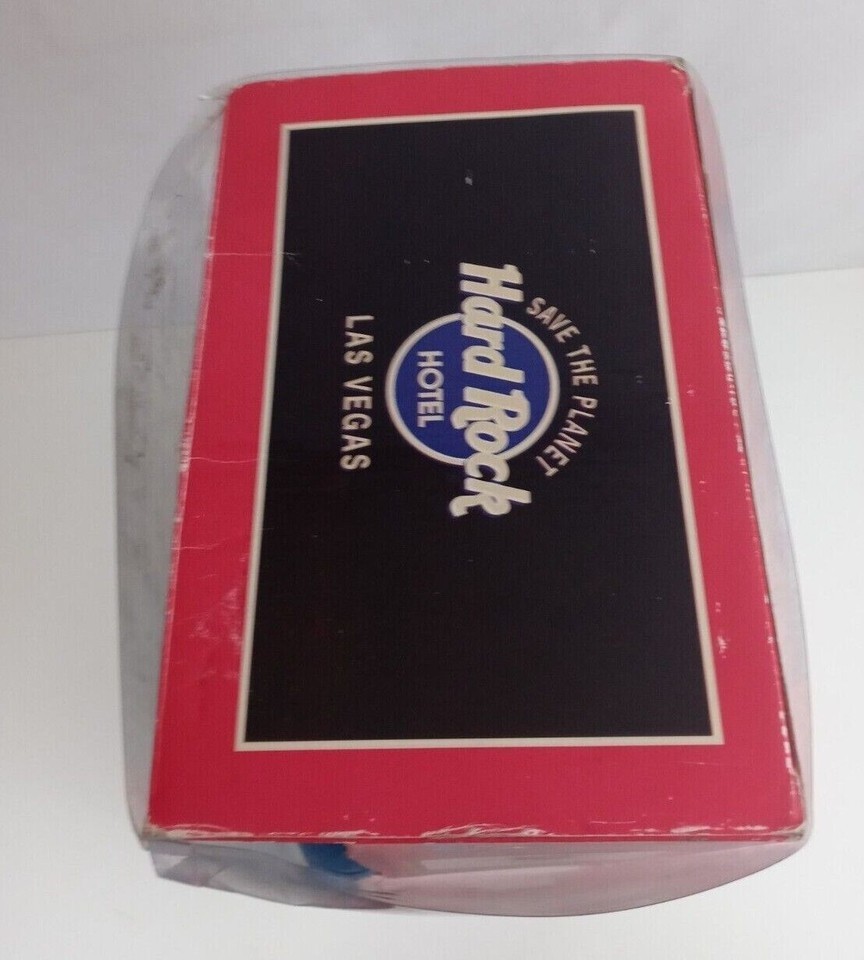 SAVE THE PLANET
Hard Rock
HOTEL
LAS VEGAS